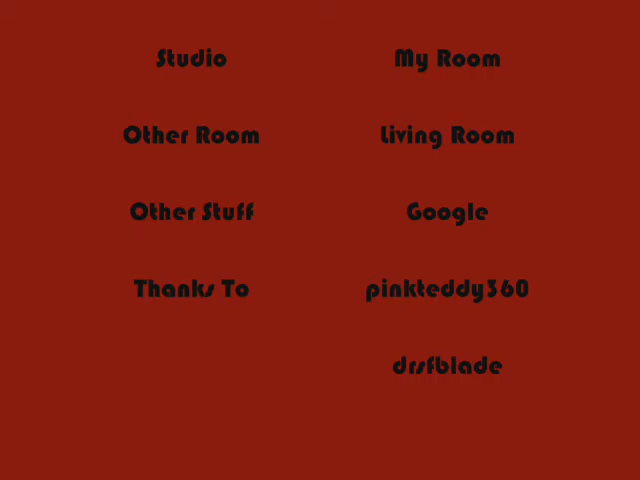 Studio My Room
Other Room Living Room
Other Stuff Google
Thanks To pinkteddy360
drsfblade